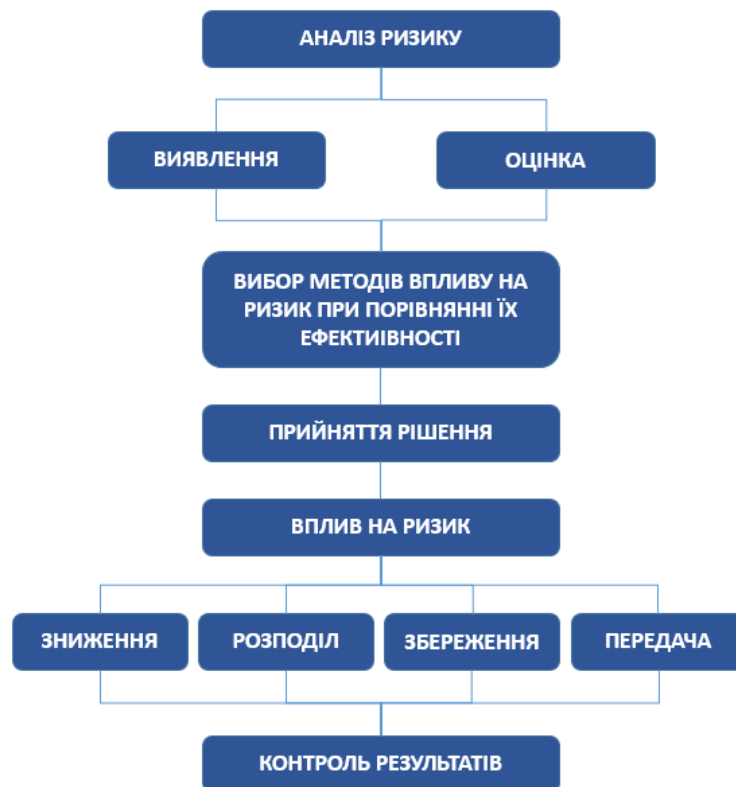 АНАЛІЗ РИЗИКУ
ВИЯВЛЕННЯ
ОЦІНКА
ВИБОР МЕТОДІВ ВПЛИВУ НА
РИЗИК ПРИ ПОРІВНЯННІ ЇХ
ЕФЕКТИІВНОСТІ
ПРИЙНЯТТЯ РІШЕННЯ
ВПЛИВ НА РИЗИК
ЗНИЖЕННЯ
РОЗПОДІЛ
ЗБЕРЕЖЕННЯ
ПЕРЕДАЧА
КОНТРОЛЬ РЕЗУЛЬТАТІВ